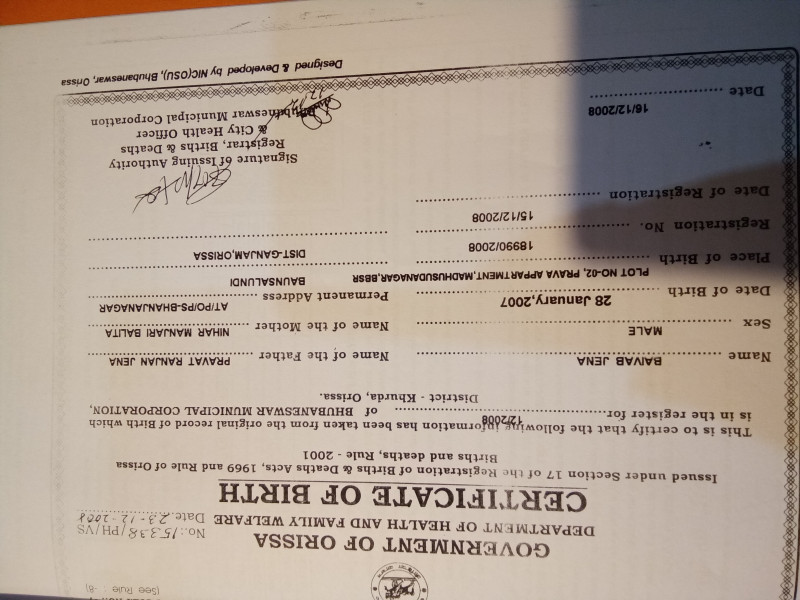 (See Rule : -8)
GOVERNMENT OF ORISSA
DEPARTMENT OF HEALTH AND FAMILY WELFARE
No.: 15338/PH/VS
Date 23-12-2008
CERTIFICATE OF BIRTH
Issued under Section 17 of the Registration of Births & Deaths Acts, 1969 and Rule of Orissa
Births and deaths, Rule - 2001
This is to certify that the following information has been taken from the original record of Birth which
is in the register for 12/2008 of BHUBANESWAR MUNICIPAL CORPORATION,
District - Khurda, Orissa.
Name BAIVAB JENA
Name of the Father PRAVAT RANJAN JENA
Sex MALE
Name of the Mother NIHAR MANJARI BALITA
Date of Birth 28 January,2007
Permanent Address AT/PO/PS-BHANJANAGAR
PLOT NO-02, PRAVA APPARTMENT,MADHUSUDANAGAR,BBSR
BAUNSALUNDI
Place of Birth
DIST-GANJAM,ORISSA
18990/2008
Registration No.
15/12/2008
Date of Registration
Signature of Issuing Authority
Registrar, Births & Deaths
& City Health Officer
Bhubaneswar Municipal Corporation
16/12/2008
Date
Designed & Developed by NIC(OSU), Bhubaneswar, Orissa